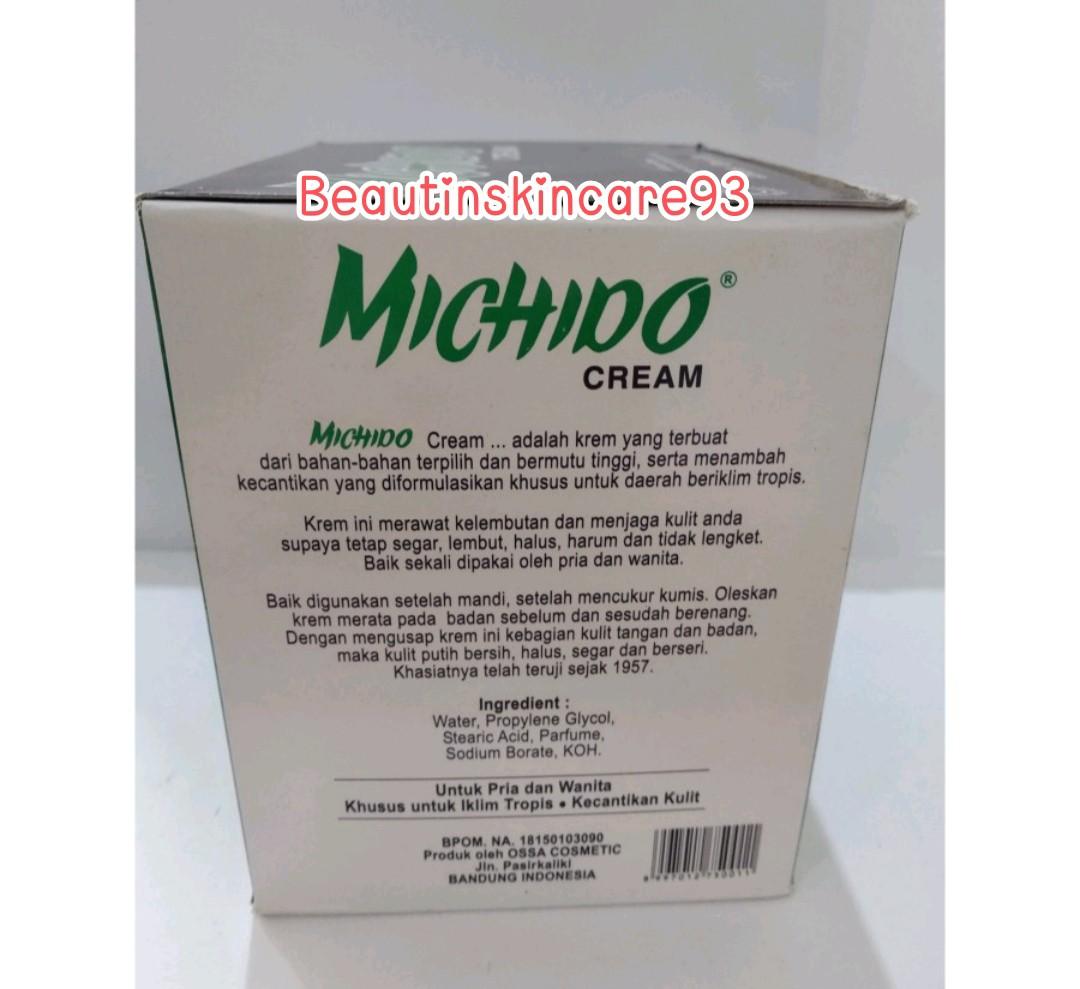 Beautinskincare93
MICHIDO®
CREAM
MICHIDO Cream ... adalah krem yang terbuat
dari bahan-bahan terpilih dan bermutu tinggi, serta menambah
kecantikan yang diformulasikan khusus untuk daerah beriklim tropis.
Krem ini merawat kelembutan dan menjaga kulit anda
supaya tetap segar, lembut, halus, harum dan tidak lengket.
Baik sekali dipakai oleh pria dan wanita.
Baik digunakan setelah mandi, setelah mencukur kumis. Oleskan
krem merata pada badan sebelum dan sesudah berenang.
Dengan mengusap krem ini kebagian kulit tangan dan badan,
maka kulit putih bersih, halus, segar dan berseri.
Khasiatnya telah teruji sejak 1957.
Ingredient :
Water, Propylene Glycol,
Stearic Acid, Parfume,
Sodium Borate, KOH.
Untuk Pria dan Wanita
Khusus untuk Iklim Tropis • Kecantikan Kulit
BPOM. NA. 18150103090
Produk oleh OSSA COSMETIC
Jln. Pasirkaliki
BANDUNG INDONESIA